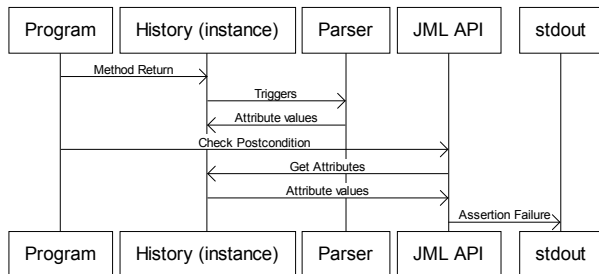 Program History (instance) Parser JML API stdout
Method Return
Triggers
Attribute values
Check Postcondition
Get Attributes
Attribute values
Assertion Failure
Program History (instance) Parser JML API stdout